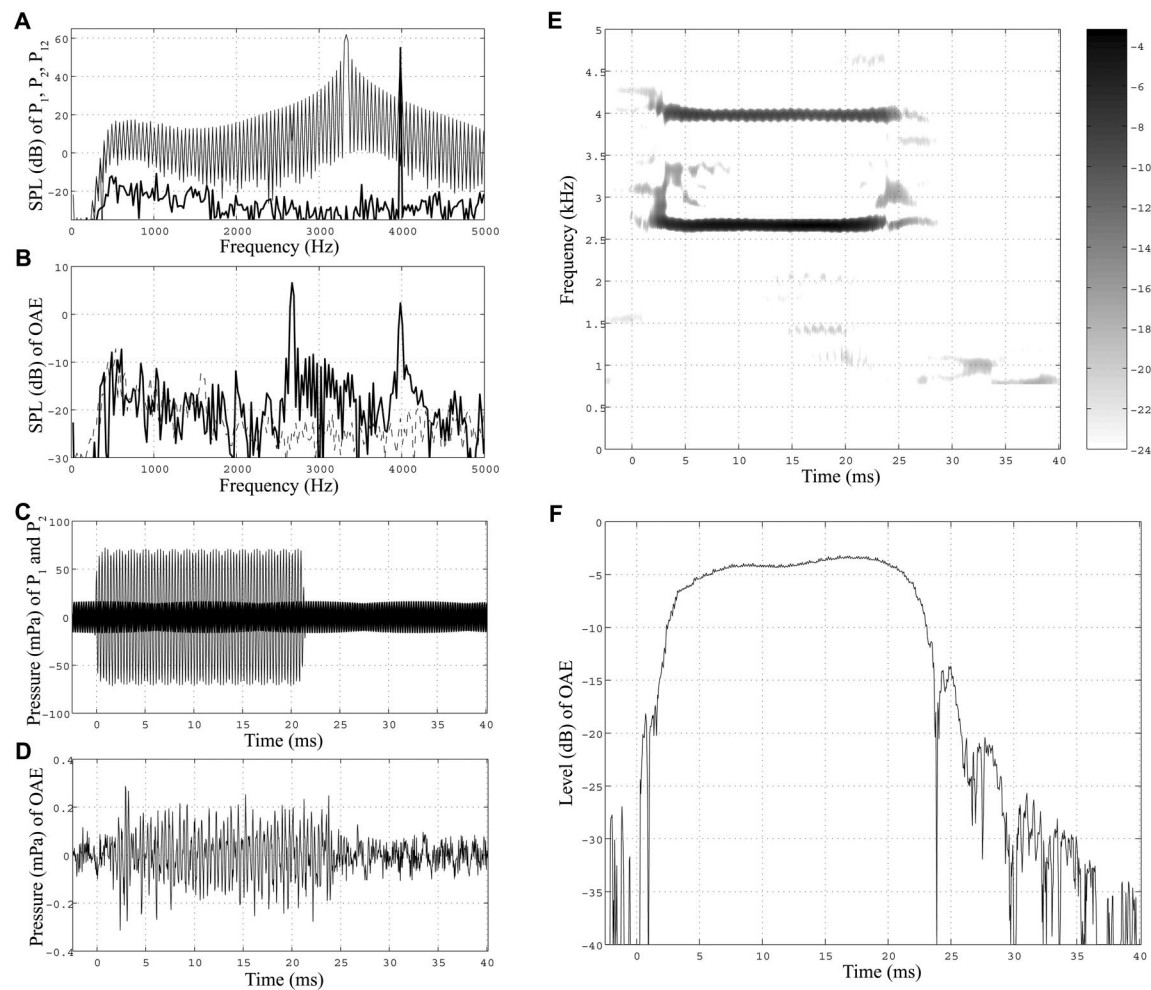 A
SPL (dB) of P1, P2, P12
60
40
20
0
-20
0 1000 2000 3000 4000 5000
Frequency (Hz)
B
SPL (dB) of OAE
10
0
-10
-20
-30
0 1000 2000 3000 4000 5000
Frequency (Hz)
C
Pressure (mPa) of P1 and P2
100
50
0
-50
-100
0 5 10 15 20 25 30 35 40
Time (ms)
D
Pressure (mPa) of OAE
0.4
0.2
0
-0.2
-0.4
0 5 10 15 20 25 30 35 40
Time (ms)
E
Frequency (kHz)
5
4.5
4
3.5
3
2.5
2
1.5
1
0.5
0
0 5 10 15 20 25 30 35 40
Time (ms)
-4
-6
-8
-10
-12
-14
-16
-18
-20
-22
-24
F
Level (dB) of OAE
0
-5
-10
-15
-20
-25
-30
-35
-40
0 5 10 15 20 25 30 35 40
Time (ms)